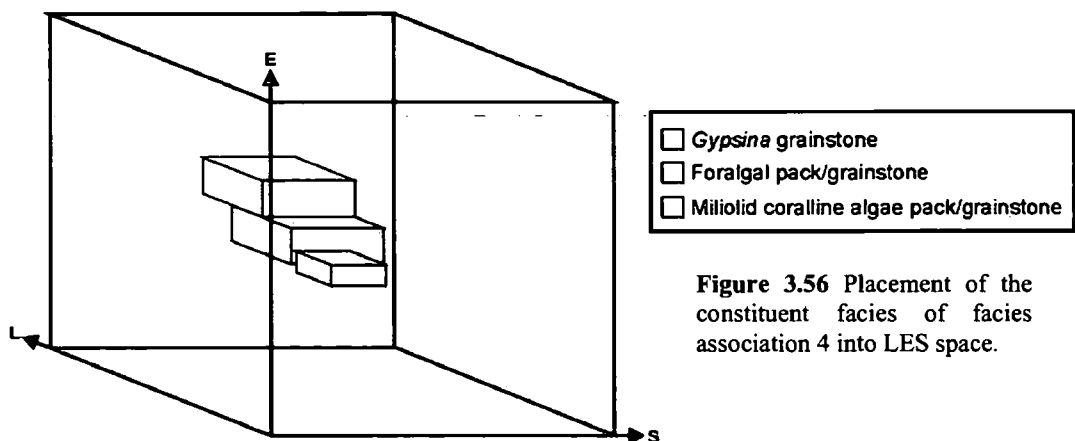 E
L
S
Gypsina grainstone
Foralgal pack/grainstone
Miliolid coralline algae pack/grainstone
Figure 3.56 Placement of the
constituent facies of facies
association 4 into LES space.